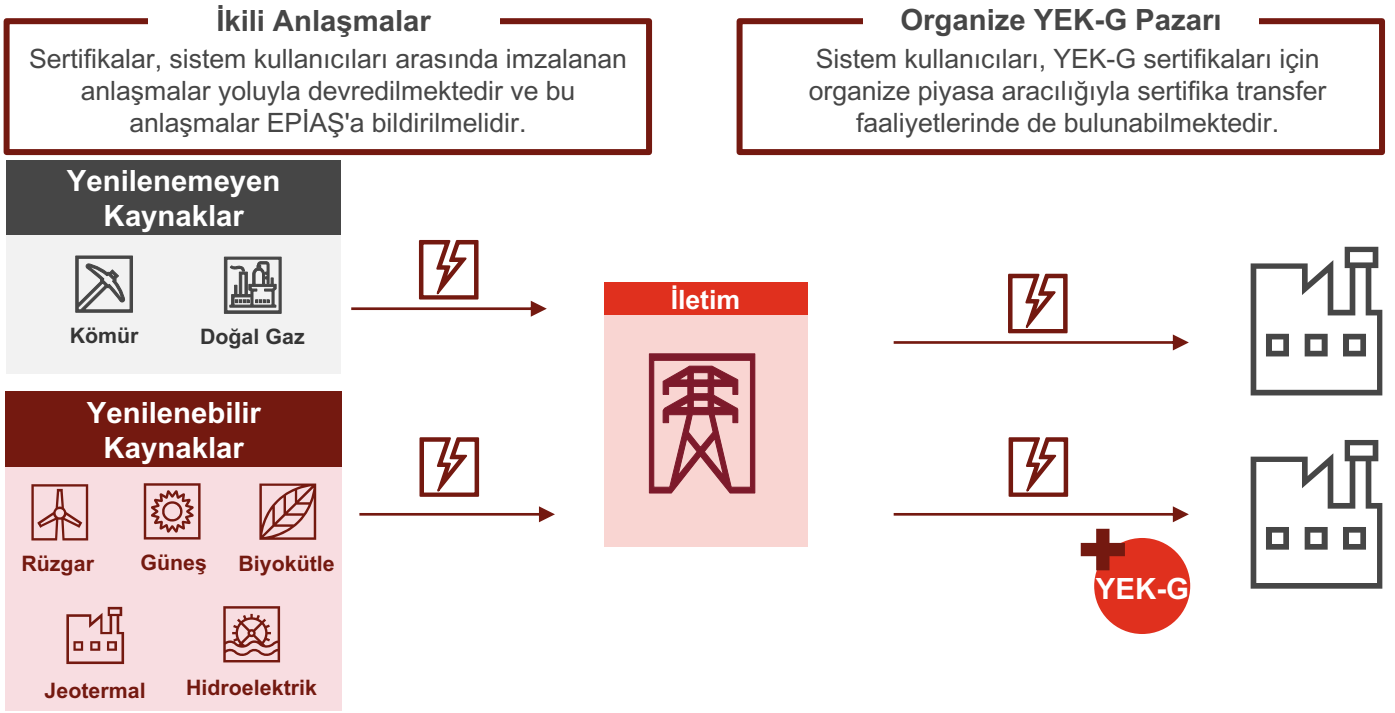 İkili Anlaşmalar
Sertifikalar, sistem kullanıcıları arasında imzalanan
anlaşmalar yoluyla devredilmektedir ve bu
anlaşmalar EPİAŞ'a bildirilmelidir.
Organize YEK-G Pazarı
Sistem kullanıcıları, YEK-G sertifikaları için
organize piyasa aracılığıyla sertifika transfer
faaliyetlerinde de bulunabilmektedir.
Yenilenemeyen
Kaynaklar
Kömür
Doğal Gaz
İletim
Yenilenebilir
Kaynaklar
Rüzgar
Güneş
Biyokütle
Jeotermal
Hidroelektrik
YEK-G